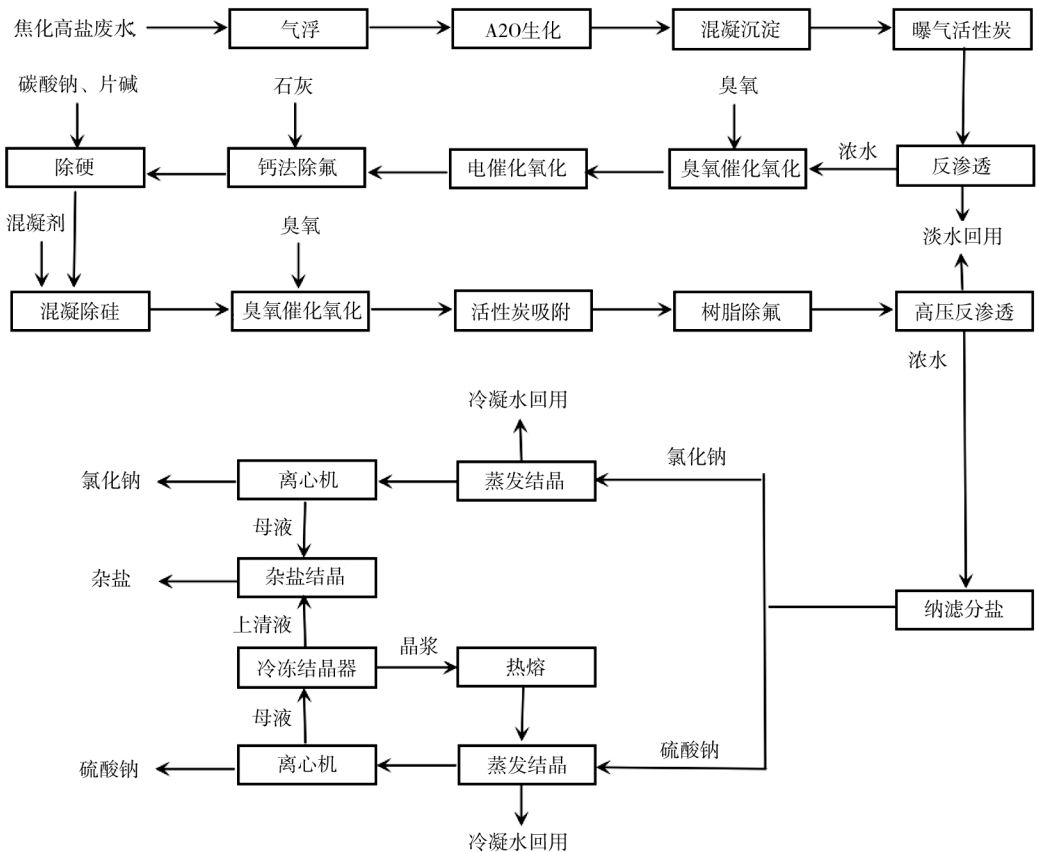 焦化高盐废水
气浮
A2O生化
混凝沉淀
曝气活性炭
碳酸钠、片碱
石灰
臭氧
除硬
钙法除氟
电催化氧化
臭氧催化氧化
浓水
反渗透
混凝剂
臭氧
淡水回用
混凝除硅
臭氧催化氧化
活性炭吸附
树脂除氟
高压反渗透
浓水
冷凝水回用
氯化钠
氯化钠
离心机
蒸发结晶
母液
杂盐
杂盐结晶
纳滤分盐
上清液
晶浆
冷冻结晶器
热熔
母液
硫酸钠
硫酸钠
离心机
蒸发结晶
冷凝水回用